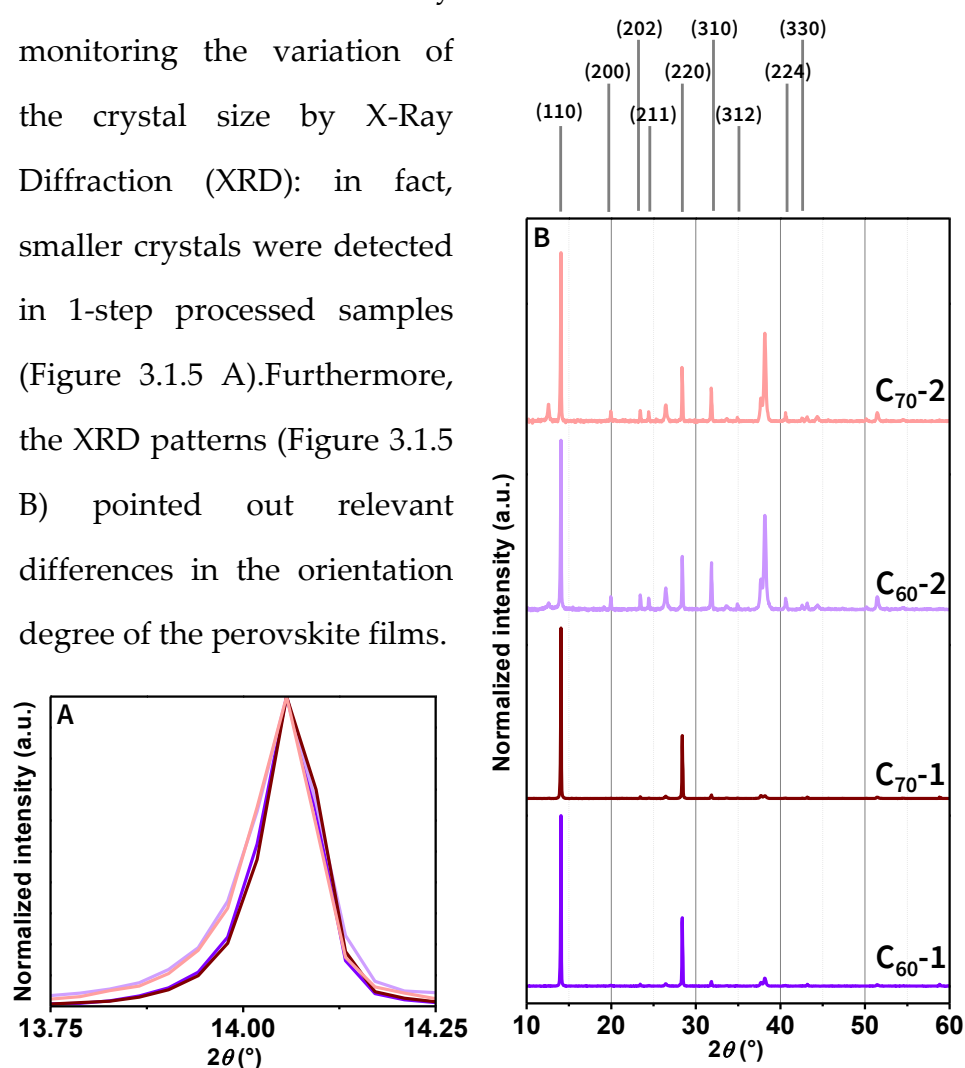 monitoring the variation of
the crystal size by X-Ray
Diffraction (XRD): in fact,
smaller crystals were detected
in 1-step processed samples
(Figure 3.1.5 A).Furthermore,
the XRD patterns (Figure 3.1.5
B) pointed out relevant
differences in the orientation
degree of the perovskite films.
A
Normalized intensity (a.u.)
13.75 14.00 14.25
2θ (°)
(202) (310) (330)
(200) (220) (224)
(110) (211) (312)
B
C70-2
C60-2
C70-1
C60-1
Normalized intensity (a.u.)
10 20 30 40 50 60
2θ (°)